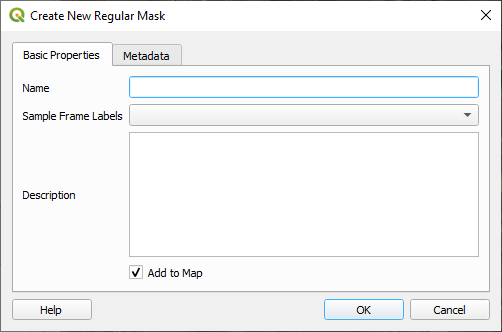 Create New Regular Mask
Basic Properties
Metadata
Name
Sample Frame Labels
Description
Add to Map
Help
OK
Cancel